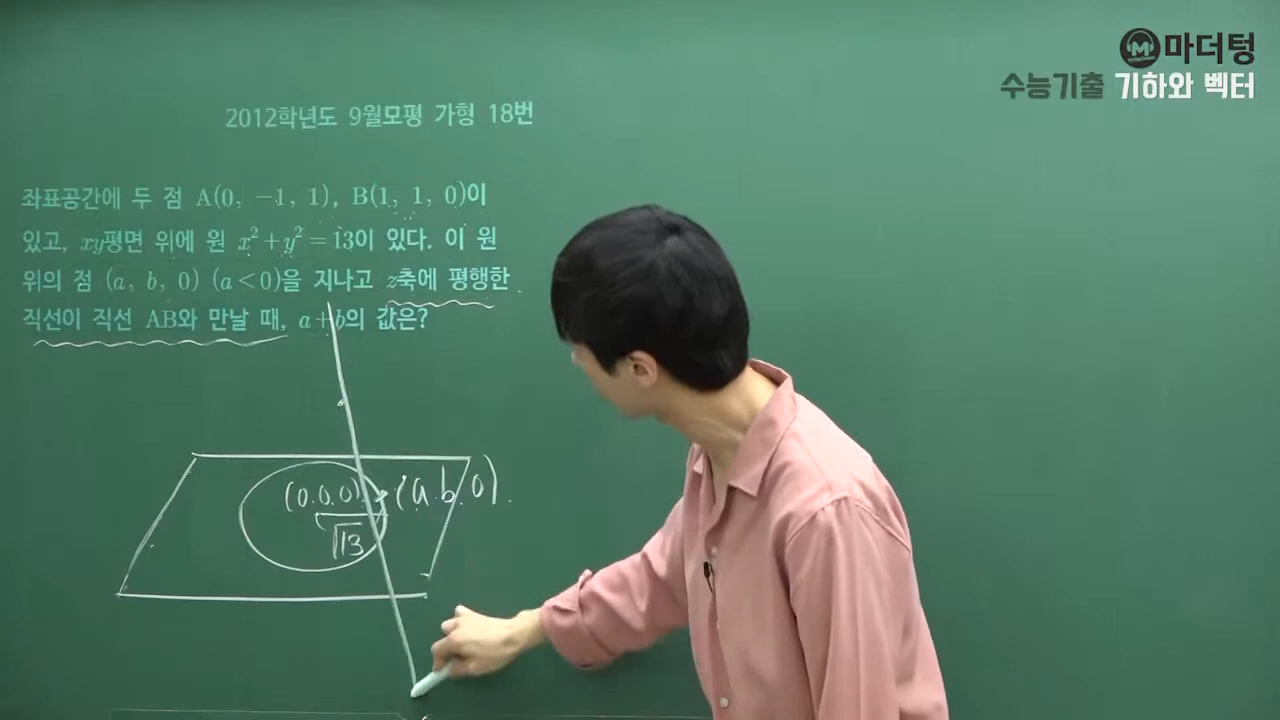 마더텅
수능기출 기하와 벡터
2012학년도 9월모평 가형 18번
좌표공간에 두 점 A(0, −1, 1), B(1, 1, 0)이
있고, xy평면 위에 원 x²+y²=13이 있다. 이 원
위의 점 (a, b, 0) (a<0)을 지나고 z축에 평행한
직선이 직선 AB와 만날 때, a+b의 값은?
(0.0.0) (a.b.0).
√13